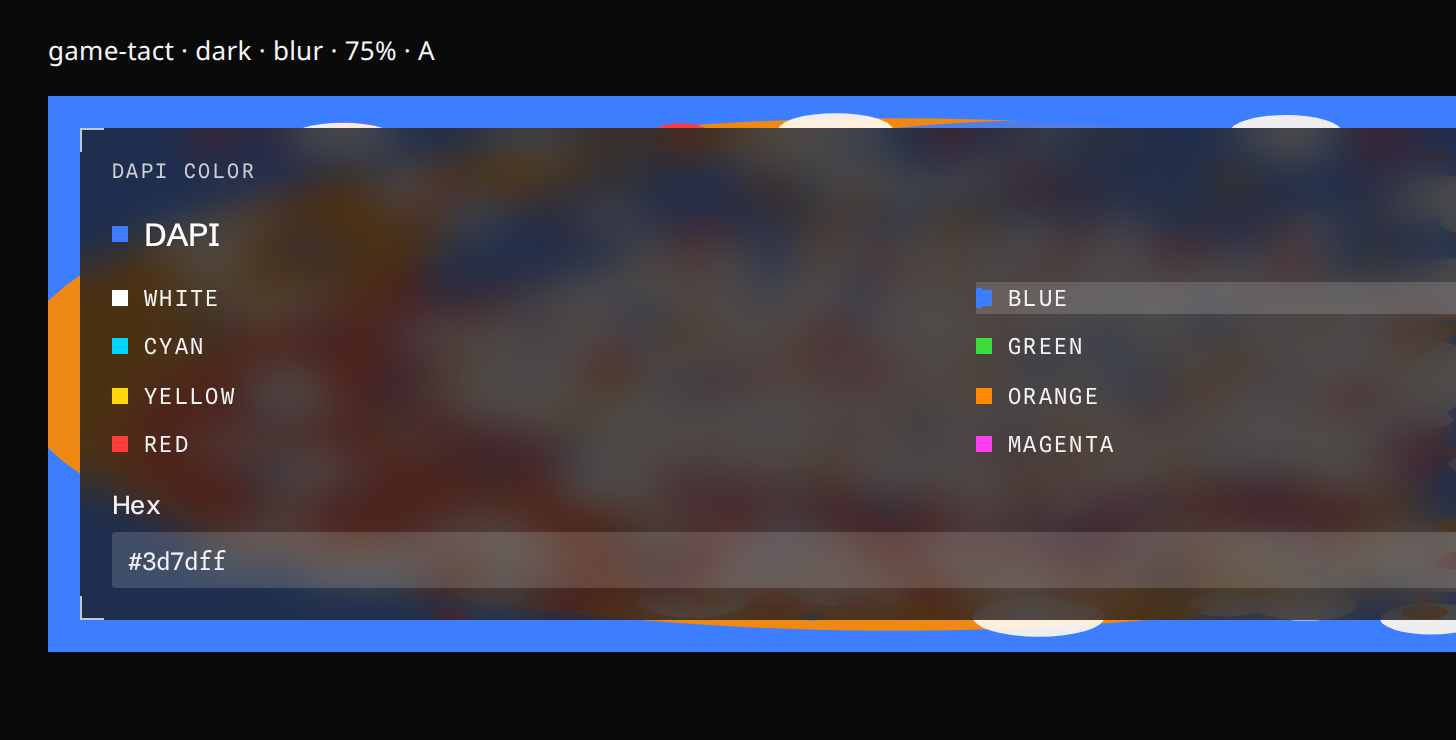 game-tact · dark · blur · 75% · A
DAPI COLOR
DAPI
WHITE
BLUE
CYAN
GREEN
YELLOW
ORANGE
RED
MAGENTA
Hex
#3d7dff